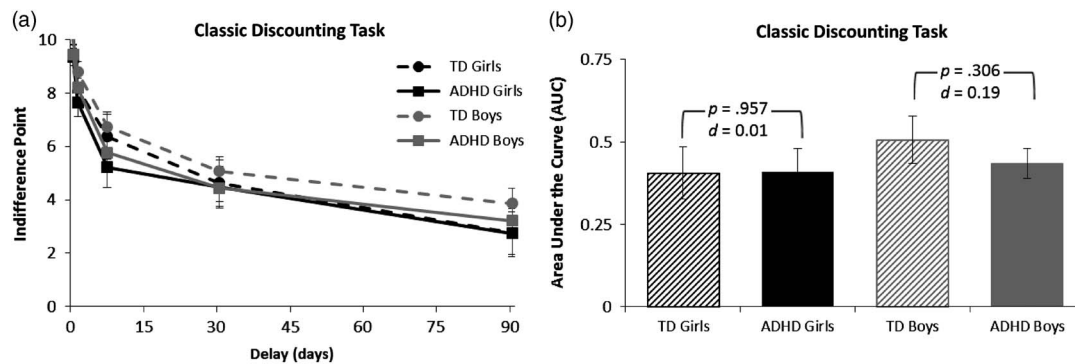 (a)
Classic Discounting Task
10
8
6
4
2
0
Indifference Point
0 15 30 45 60 75 90
Delay (days)
TD Girls
ADHD Girls
TD Boys
ADHD Boys
(b)
Classic Discounting Task
0.75
0.5
0.25
0
Area Under the Curve (AUC)
p = .957
d = 0.01
p = .306
d = 0.19
TD Girls ADHD Girls TD Boys ADHD Boys